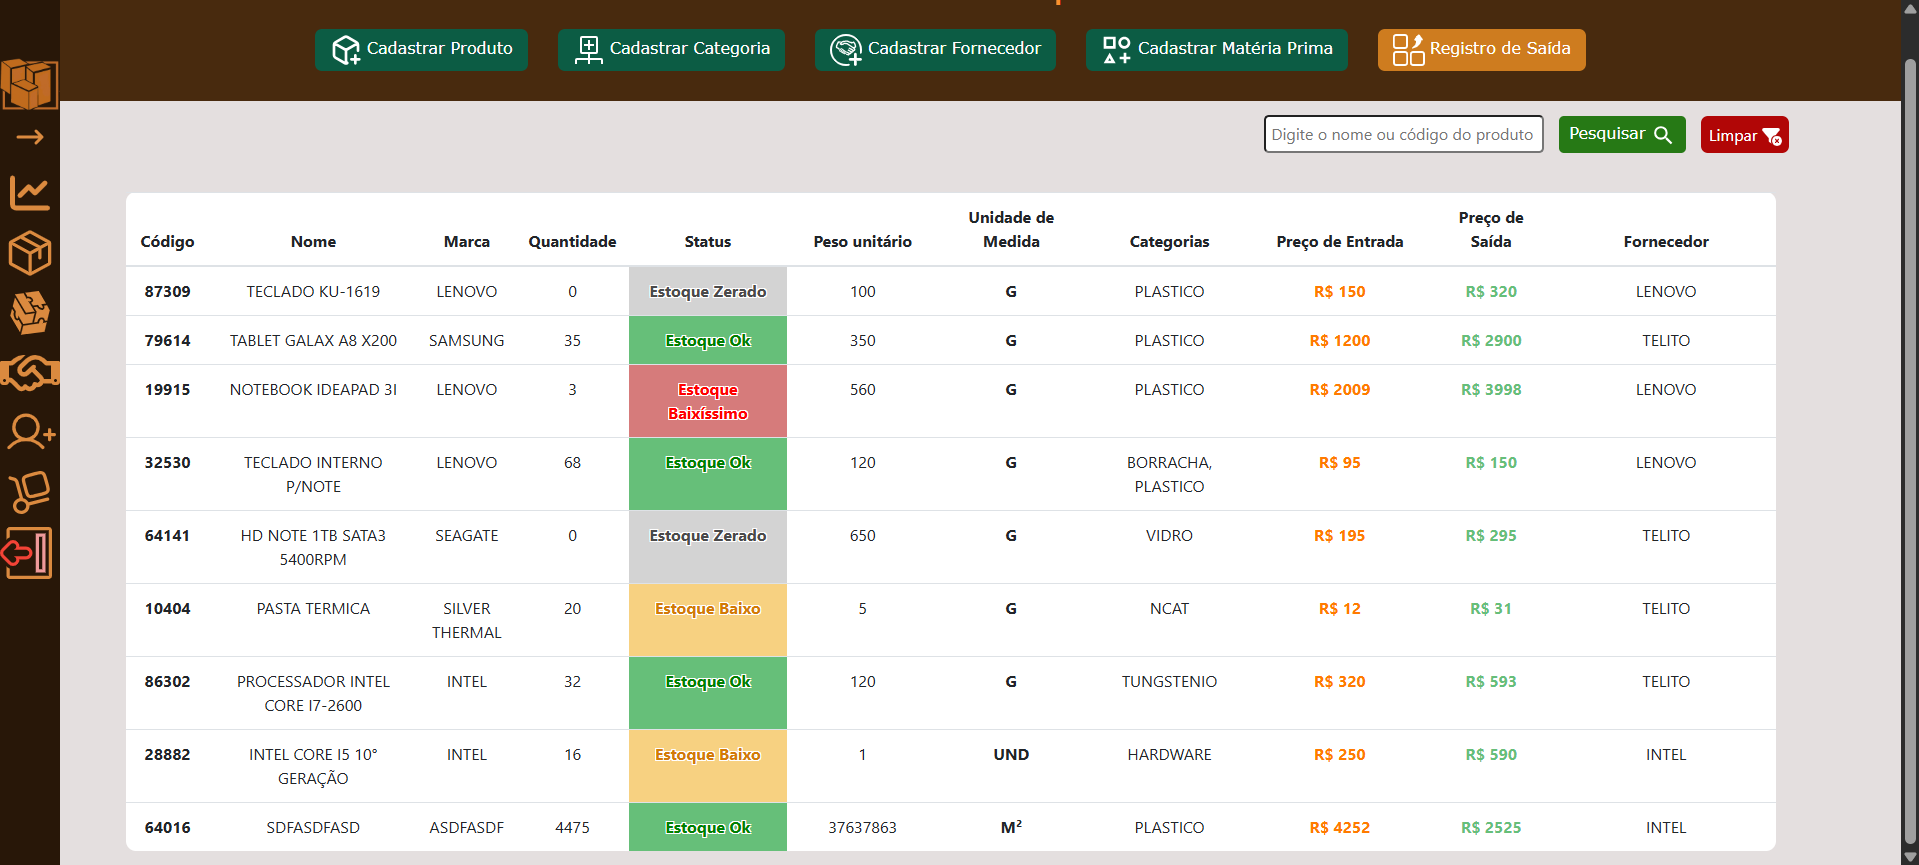 Cadastrar Produto
Cadastrar Categoria
Cadastrar Fornecedor
Cadastrar Matéria Prima
Registro de Saída
Digite o nome ou código do produto
Pesquisar
Limpar
Código Nome Marca Quantidade Status Peso unitário Unidade de Medida Categorias Preço de Entrada Preço de Saída Fornecedor
87309 TECLADO KU-1619 LENOVO 0 Estoque Zerado 100 G PLASTICO R$ 150 R$ 320 LENOVO
79614 TABLET GALAX A8 X200 SAMSUNG 35 Estoque Ok 350 G PLASTICO R$ 1200 R$ 2900 TELITO
19915 NOTEBOOK IDEAPAD 3I LENOVO 3 Estoque Baixíssimo 560 G PLASTICO R$ 2009 R$ 3998 LENOVO
32530 TECLADO INTERNO P/NOTE LENOVO 68 Estoque Ok 120 G BORRACHA, PLASTICO R$ 95 R$ 150 LENOVO
64141 HD NOTE 1TB SATA3 5400RPM SEAGATE 0 Estoque Zerado 650 G VIDRO R$ 195 R$ 295 TELITO
10404 PASTA TERMICA SILVER THERMAL 20 Estoque Baixo 5 G NCAT R$ 12 R$ 31 TELITO
86302 PROCESSADOR INTEL CORE I7-2600 INTEL 32 Estoque Ok 120 G TUNGSTENIO R$ 320 R$ 593 TELITO
28882 INTEL CORE I5 10° GERAÇÃO INTEL 16 Estoque Baixo 1 UND HARDWARE R$ 250 R$ 590 INTEL
64016 SDFASDFASD ASDFASDF 4475 Estoque Ok 37637863 M² PLASTICO R$ 4252 R$ 2525 INTEL